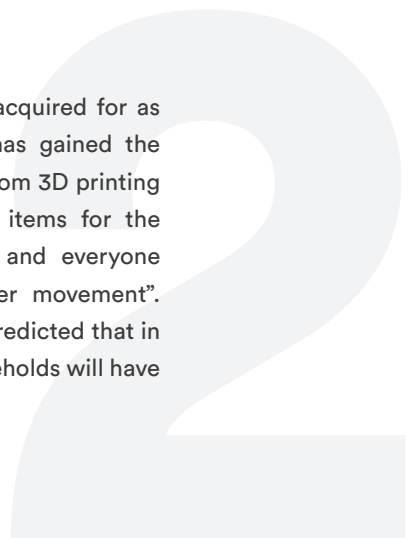 acquired for as
has gained the
om 3D printing
items for the
and everyone
er movement”.
redicted that in
eholds will have
2